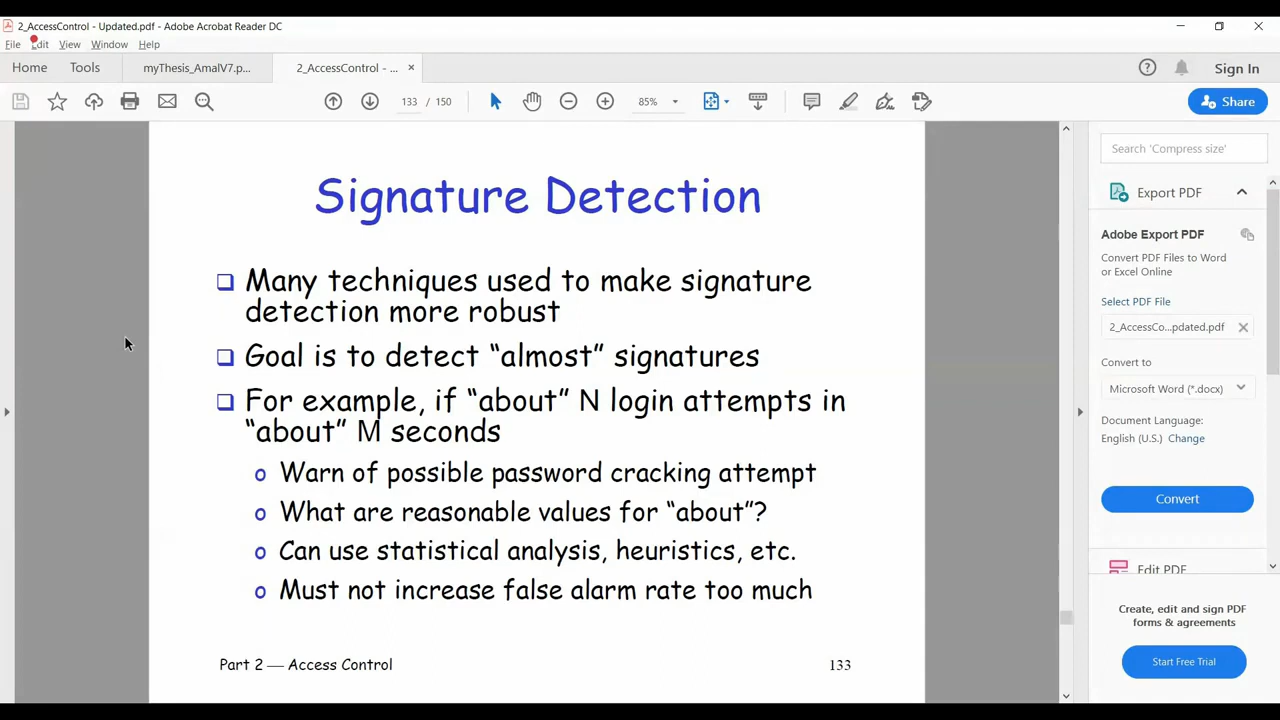 2_AccessControl - Updated.pdf - Adobe Acrobat Reader DC
File Edit View Window Help
Home Tools myThesis_AmalV7.p... 2_AccessControl - ... × Sign In
133 / 150 85% Share
Signature Detection
Many techniques used to make signature
detection more robust
Goal is to detect “almost” signatures
For example, if “about” N login attempts in
“about” M seconds
o Warn of possible password cracking attempt
o What are reasonable values for “about”?
o Can use statistical analysis, heuristics, etc.
o Must not increase false alarm rate too much
Part 2 — Access Control 133
Search 'Compress size'
Export PDF
Adobe Export PDF
Convert PDF Files to Word
or Excel Online
Select PDF File
2_AccessCo...pdated.pdf
Convert to
Microsoft Word (*.docx)
Document Language:
English (U.S.) Change
Convert
Edit PDF
Create, edit and sign PDF
forms & agreements
Start Free Trial